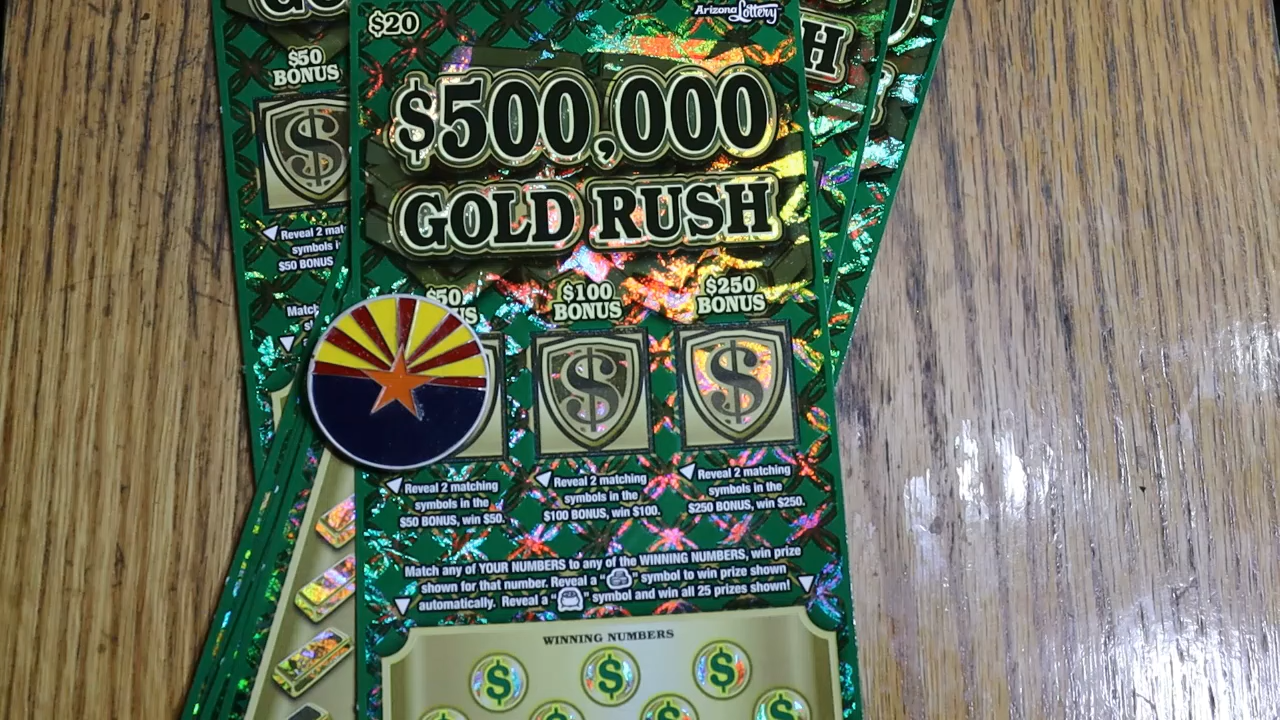 $20
Arizona Lottery
$500,000
GOLD RUSH
$50
BONUS
$50
$100
BONUS
$250
BONUS
Reveal 2 matching
symbols in the
$50 BONUS, win $50.
Reveal 2 matching
symbols in the
$100 BONUS, win $100.
Reveal 2 matching
symbols in the
$250 BONUS, win $250.
Reveal 2
symbols
$50 BONUS
Match any of YOUR NUMBERS to any of the WINNING NUMBERS, win prize
shown for that number. Reveal a " " symbol to win prize shown
automatically. Reveal a " " symbol and win all 25 prizes shown!
WINNING NUMBERS